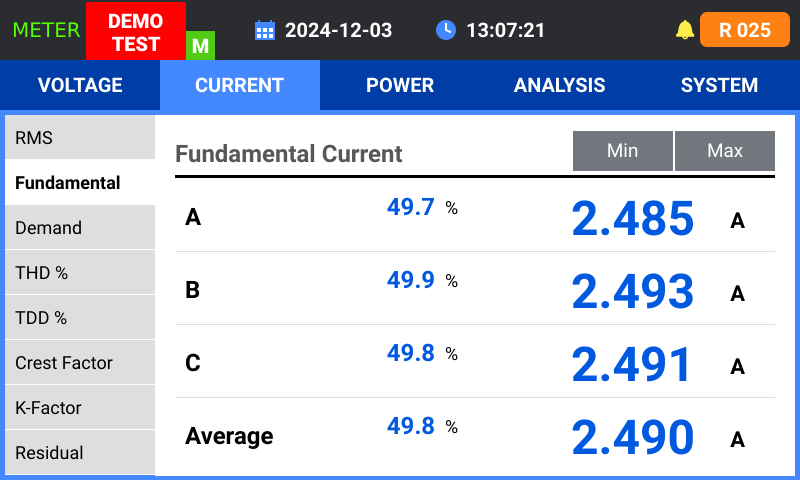 METER
DEMO
TEST
M
2024-12-03
13:07:21
R 025
VOLTAGE CURRENT POWER ANALYSIS SYSTEM
RMS
Fundamental
Demand
THD %
TDD %
Crest Factor
K-Factor
Residual
Fundamental Current
Min Max
A 49.7 % 2.485 A
B 49.9 % 2.493 A
C 49.8 % 2.491 A
Average 49.8 % 2.490 A